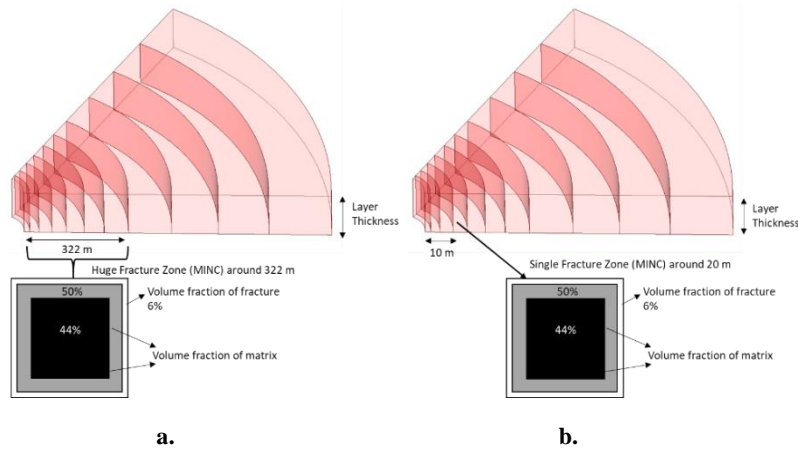 Layer
Thickness
322 m
Huge Fracture Zone (MINC) around 322 m
50%
44%
Volume fraction of fracture
6%
Volume fraction of matrix
a.
Layer
Thickness
10 m
Single Fracture Zone (MINC) around 20 m
50%
44%
Volume fraction of fracture
6%
Volume fraction of matrix
b.